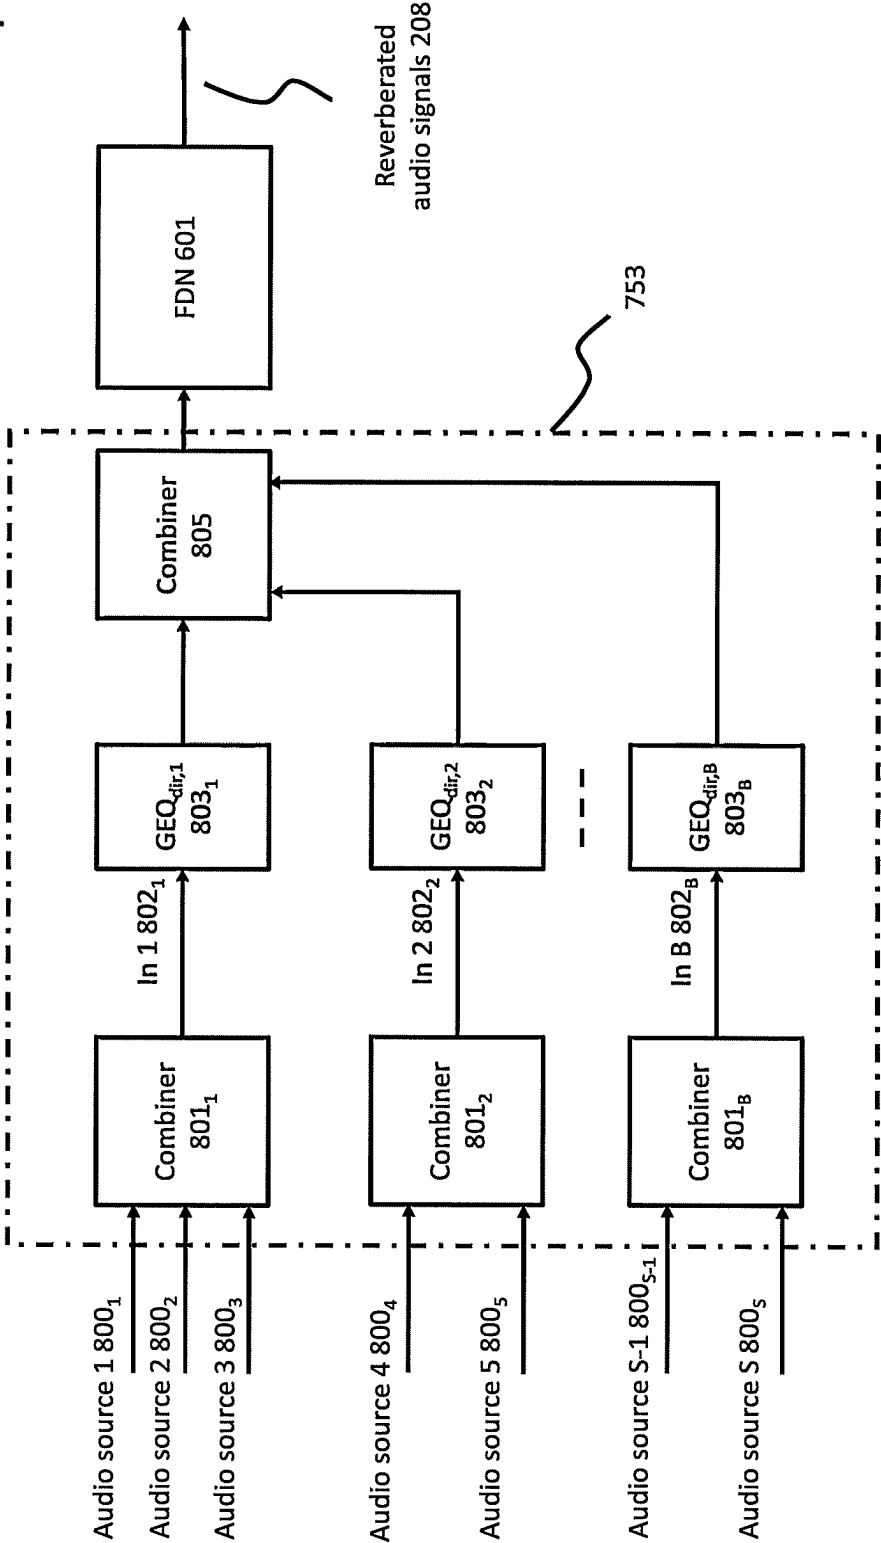 Audio source 1 800₁
Audio source 2 800₂
Audio source 3 800₃
Combiner
801₁
In 1 802₁
GEQdir,1
803₁
Combiner
805
FDN 601
Reverberated
audio signals 208
Audio source 4 800₄
Audio source 5 800₅
Combiner
801₂
In 2 802₂
GEQdir,2
803₂
Audio source S-1 800S-1
Audio source S 800S
Combiner
801B
In B 802B
GEQdir,B
803B
753